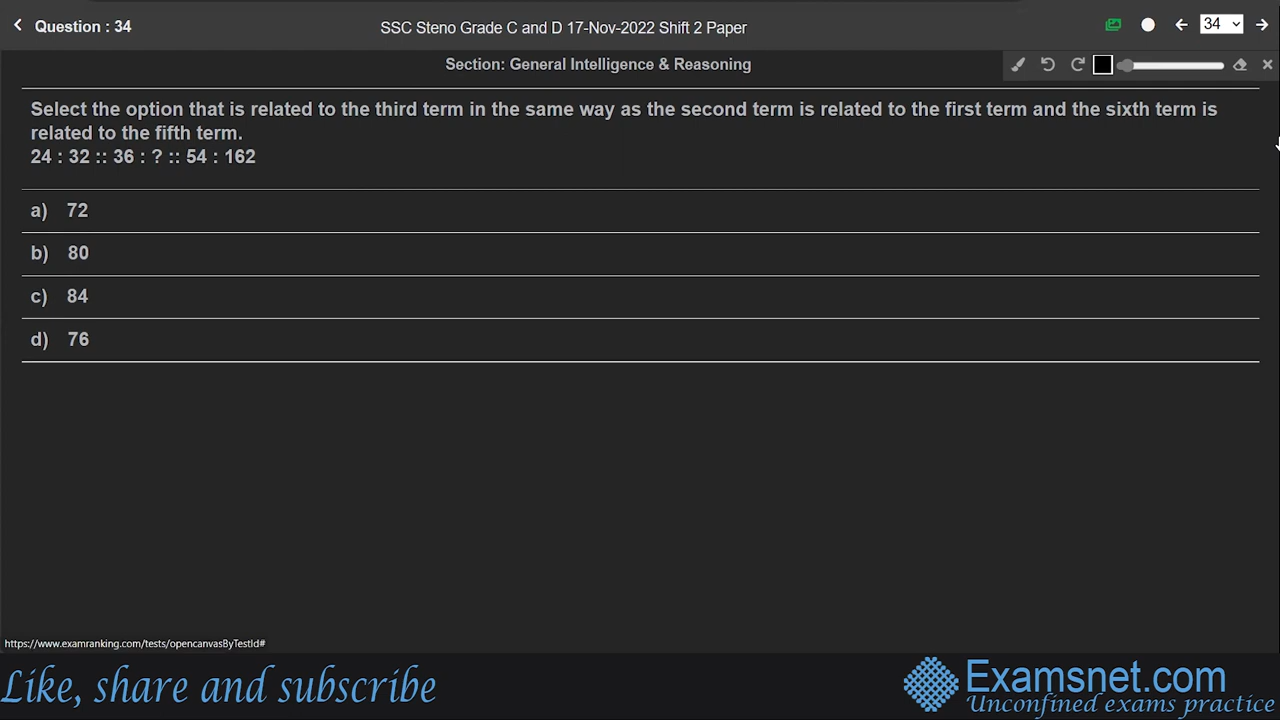 Question : 34
SSC Steno Grade C and D 17-Nov-2022 Shift 2 Paper
34
Section: General Intelligence & Reasoning
Select the option that is related to the third term in the same way as the second term is related to the first term and the sixth term is
related to the fifth term.
24 : 32 :: 36 : ? :: 54 : 162
a) 72
b) 80
c) 84
d) 76
https://www.examranking.com/tests/opencanvasByTestId#
Like, share and subscribe
Examsnet.com
Unconfined exams practice